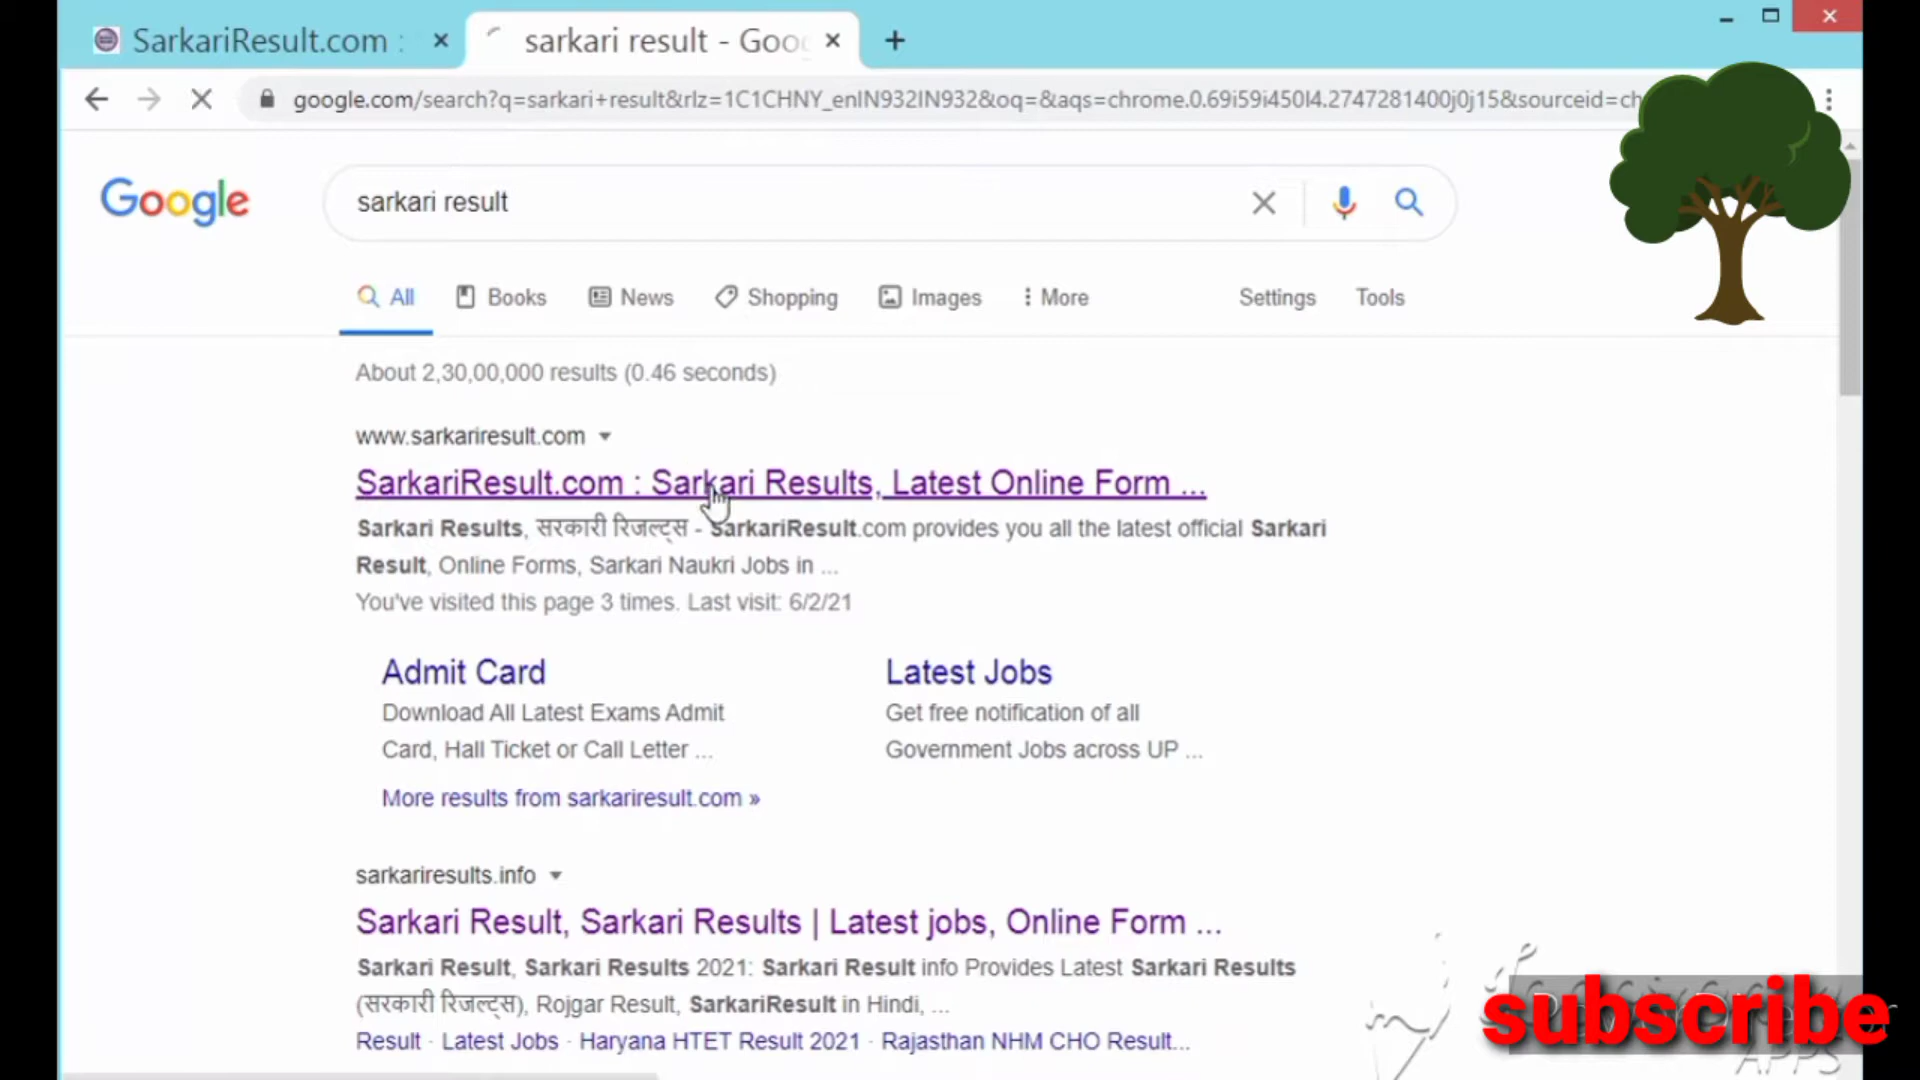 SarkariResult.com :
sarkari result - Goo
google.com/search?q=sarkari+result&rlz=1C1CHNY_enIN932IN932&oq=&aqs=chrome.0.69i59i450l4.2747281400j0j15&sourceid=ch
Google
sarkari result
All Books News Shopping Images More Settings Tools
About 2,30,00,000 results (0.46 seconds)
www.sarkariresult.com
SarkariResult.com : Sarkari Results, Latest Online Form ...
Sarkari Results, सरकारी रिजल्ट्स - SarkariResult.com provides you all the latest official Sarkari
Result, Online Forms, Sarkari Naukri Jobs in ...
You've visited this page 3 times. Last visit: 6/2/21
Admit Card
Download All Latest Exams Admit
Card, Hall Ticket or Call Letter ...
Latest Jobs
Get free notification of all
Government Jobs across UP ...
More results from sarkariresult.com »
sarkariresults.info
Sarkari Result, Sarkari Results | Latest jobs, Online Form ...
Sarkari Result, Sarkari Results 2021: Sarkari Result info Provides Latest Sarkari Results
(सरकारी रिजल्ट्स), Rojgar Result, SarkariResult in Hindi, ...
Result · Latest Jobs · Haryana HTET Result 2021 · Rajasthan NHM CHO Result...
subscribe
APPS